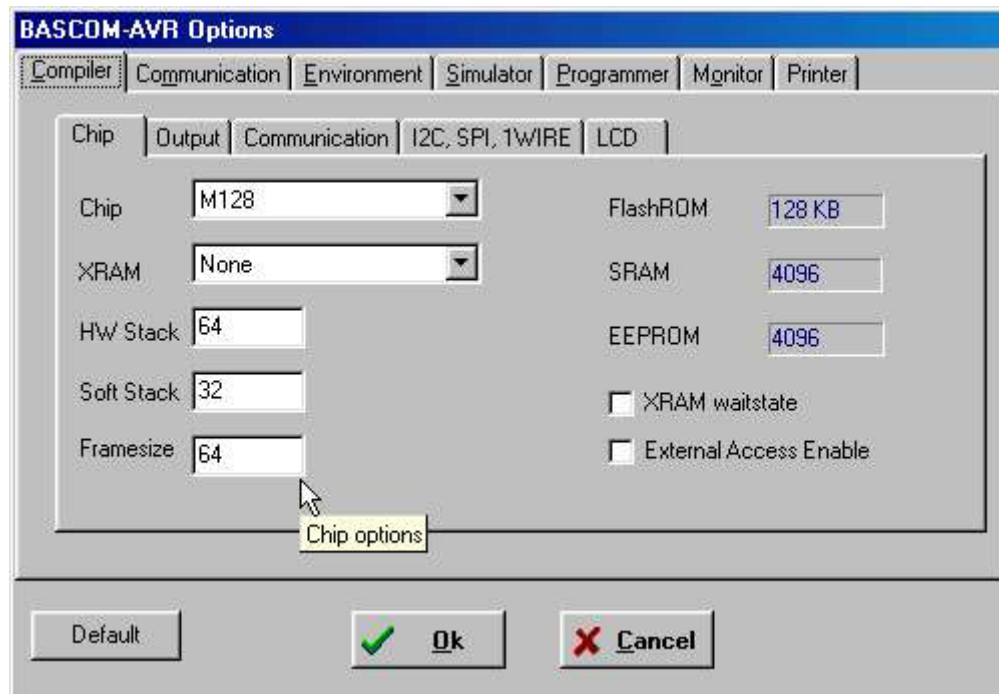 BASCOM-AVR Options
Compiler Communication Environment Simulator Programmer Monitor Printer
Chip Output Communication I2C, SPI, 1WIRE LCD
Chip M128 FlashROM 128 KB
XRAM None SRAM 4096
HW Stack 64 EEPROM 4096
Soft Stack 32 XRAM waitstate
Framesize 64 External Access Enable
Chip options
Default Ok Cancel